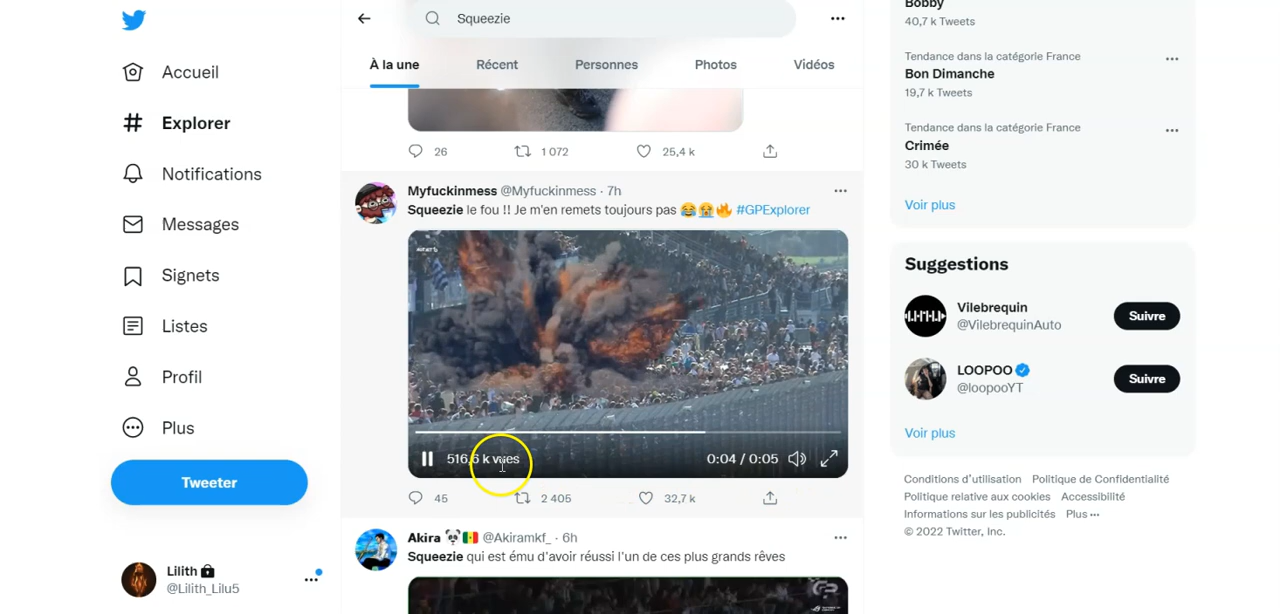 Squeezie
À la une
Récent
Personnes
Photos
Vidéos
Accueil
Explorer
Notifications
Messages
Signets
Listes
Profil
Plus
Tweeter
Lilith
@Lilith_Lilu5
26
1 072
25,4 k
Myfuckinmess @Myfuckinmess · 7h
Squeezie le fou !! Je m'en remets toujours pas 😂😭🔥 #GPExplorer
516,6 k vues
0:04 / 0:05
45
2 405
32,7 k
Akira 🐼🇸🇳 @Akiramkf_ · 6h
Squeezie qui est ému d'avoir réussi l'un de ces plus grands rêves
Bobby
40,7 k Tweets
Tendance dans la catégorie France
Bon Dimanche
19,7 k Tweets
Tendance dans la catégorie France
Crimée
30 k Tweets
Voir plus
Suggestions
Vilebrequin
@VilebrequinAuto
Suivre
LOOPOO
@loopooYT
Suivre
Voir plus
Conditions d'utilisation Politique de Confidentialité
Politique relative aux cookies Accessibilité
Informations sur les publicités Plus ···
© 2022 Twitter, Inc.